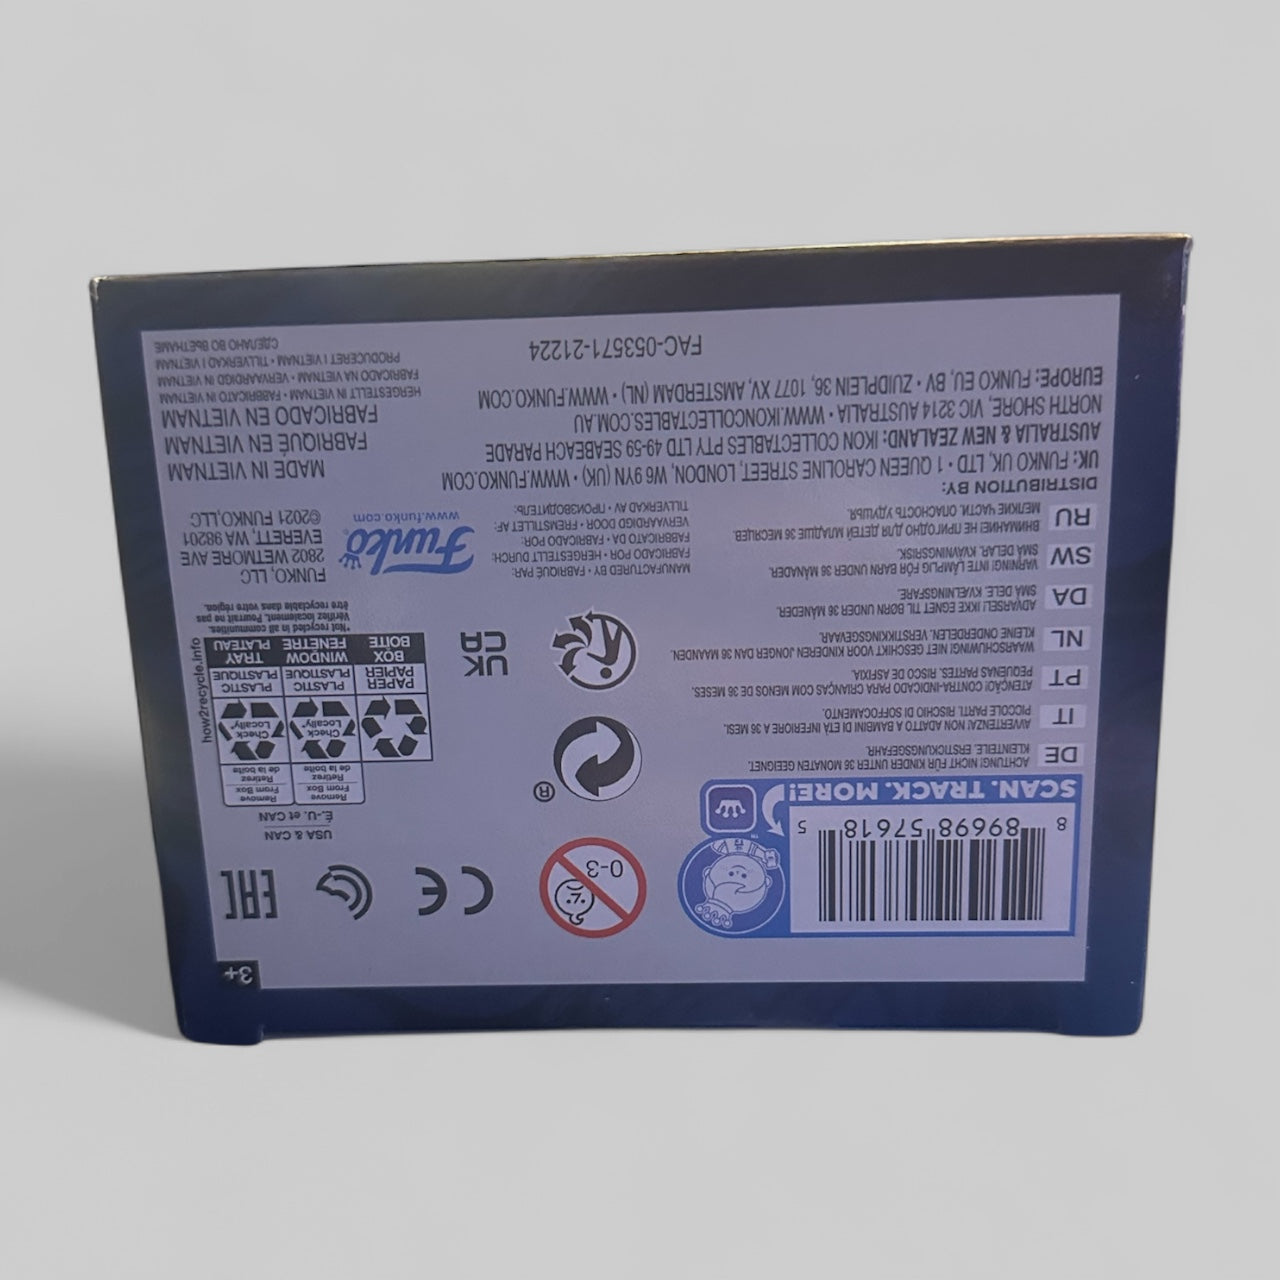 3+
8 89698 57618 5
SCAN. TRACK. MORE!
TM
0-3
CE
EAC
USA & CAN
É.-U. et CAN
Remove
From Box
Retirez
de la boîte
Remove
From Box
Retirez
de la boîte
Check
Locally*
Check
Locally*
PAPER
PAPIER
BOX
BOÎTE
PLASTIC
PLASTIQUE
WINDOW
FENÊTRE
PLASTIC
PLASTIQUE
TRAY
PLATEAU
how2recycle.info
*Not recycled in all communities.
Vérifiez localement. Pourrait ne pas
être recyclable dans votre région.
®
UK
CA
DE
ACHTUNG! NICHT FÜR KINDER UNTER 36 MONATEN GEEIGNET.
KLEINTEILE. ERSTICKUNGSGEFAHR.
IT
AVVERTENZA! NON ADATTO A BAMBINI DI ETÀ INFERIORE A 36 MESI.
PICCOLE PARTI. RISCHIO DI SOFFOCAMENTO.
PT
ATENÇÃO! CONTRA-INDICADO PARA CRIANÇAS COM MENOS DE 36 MESES.
PEQUENAS PARTES. RISCO DE ASFIXIA.
NL
WAARSCHUWING! NIET GESCHIKT VOOR KINDEREN JONGER DAN 36 MAANDEN.
KLEINE ONDERDELEN. VERSTIKKINGSGEVAAR.
DA
ADVARSEL! IKKE EGNET TIL BØRN UNDER 36 MÅNEDER.
SMÅ DELE. KVÆLNINGSFARE.
SW
VARNING! INTE LÄMPLIG FÖR BARN UNDER 36 MÅNADER.
SMÅ DELAR. KVÄVNINGSRISK.
RU
ВНИМАНИЕ! НЕ ПРИГОДНО ДЛЯ ДЕТЕЙ МЛАДШЕ 36 МЕСЯЦЕВ.
МЕЛКИЕ ЧАСТИ. ОПАСНОСТЬ УДУШЬЯ.
MANUFACTURED BY • FABRIQUÉ PAR:
FABRICADO POR • HERGESTELLT DURCH:
FABRICATO DA • FABRICADO POR:
VERVAARDIGD DOOR • FREMSTILLET AF:
TILLVERKAD AV • ПРОИЗВОДИТЕЛЬ:
Funko®
www.funko.com
FUNKO, LLC
2802 WETMORE AVE
EVERETT, WA 98201
©2021 FUNKO,LLC
DISTRIBUTION BY:
UK: FUNKO UK, LTD • 1 QUEEN CAROLINE STREET, LONDON, W6 9YN (UK) • WWW.FUNKO.COM
AUSTRALIA & NEW ZEALAND: IKON COLLECTABLES PTY LTD 49-59 SEABEACH PARADE
NORTH SHORE, VIC 3214 AUSTRALIA • WWW.IKONCOLLECTABLES.COM.AU
EUROPE: FUNKO EU, BV • ZUIDPLEIN 36, 1077 XV, AMSTERDAM (NL) • WWW.FUNKO.COM
MADE IN VIETNAM
FABRIQUÉ EN VIETNAM
FABRICADO EN VIETNAM
HERGESTELLT IN VIETNAM • FABBRICATO IN VIETNAM
FABRICADO NA VIETNAM • VERVAARDIGD IN VIETNAM
PRODUCERET I VIETNAM • TILLVERKAD I VIETNAM
СДЕЛАНО ВО ВЬЕТНАМЕ
FAC-053571-21224